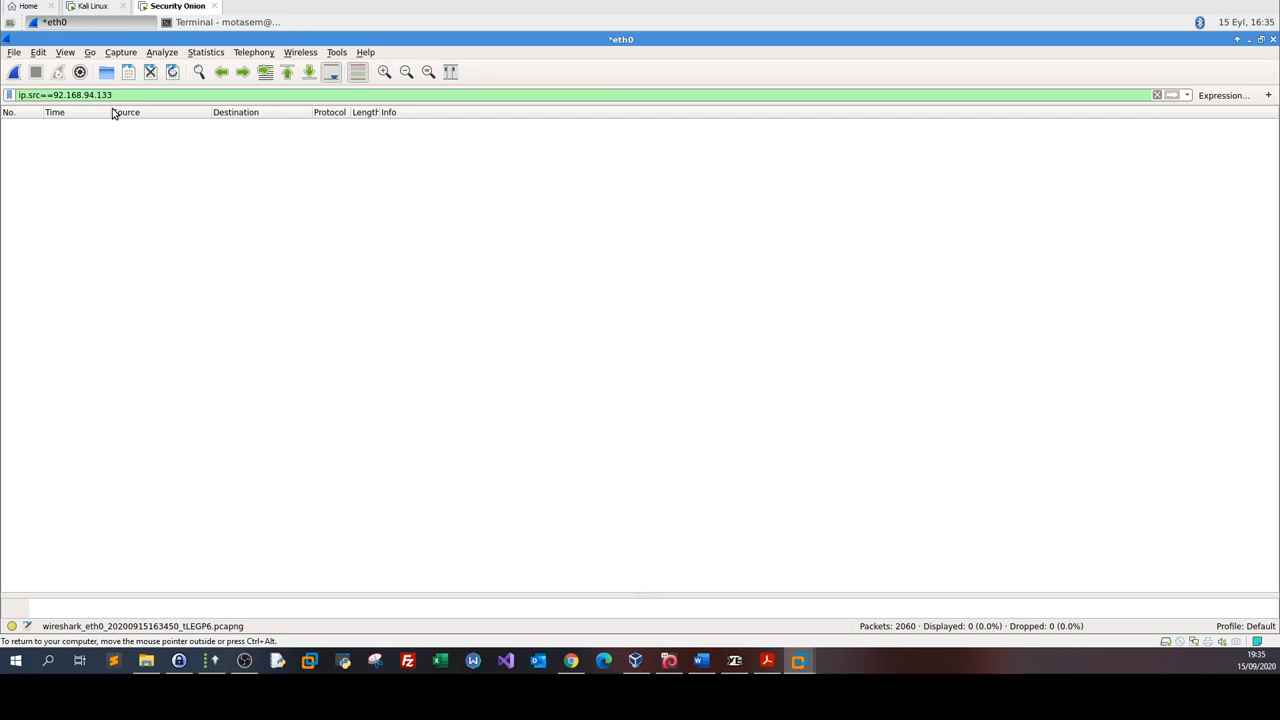 Home Kali Linux Security Onion
*eth0 Terminal - motasem@... 15 Eyl, 16:35
*eth0
File Edit View Go Capture Analyze Statistics Telephony Wireless Tools Help
ip.src==92.168.94.133 Expression... +
No. Time Source Destination Protocol Length Info
wireshark_eth0_20200915163450_tLEGP6.pcapng Packets: 2060 · Displayed: 0 (0.0%) · Dropped: 0 (0.0%) Profile: Default
To return to your computer, move the mouse pointer outside or press Ctrl+Alt.
19:35
15/09/2020